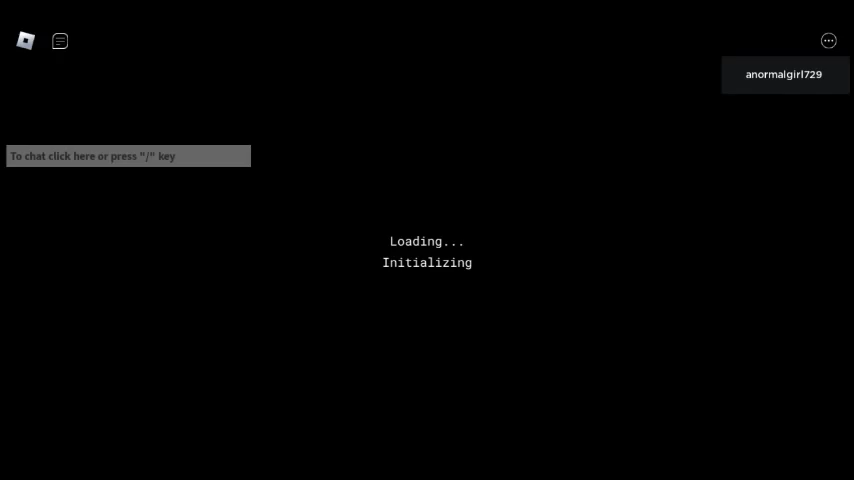 anormalgirl729
To chat click here or press "/" key
Loading...
Initializing